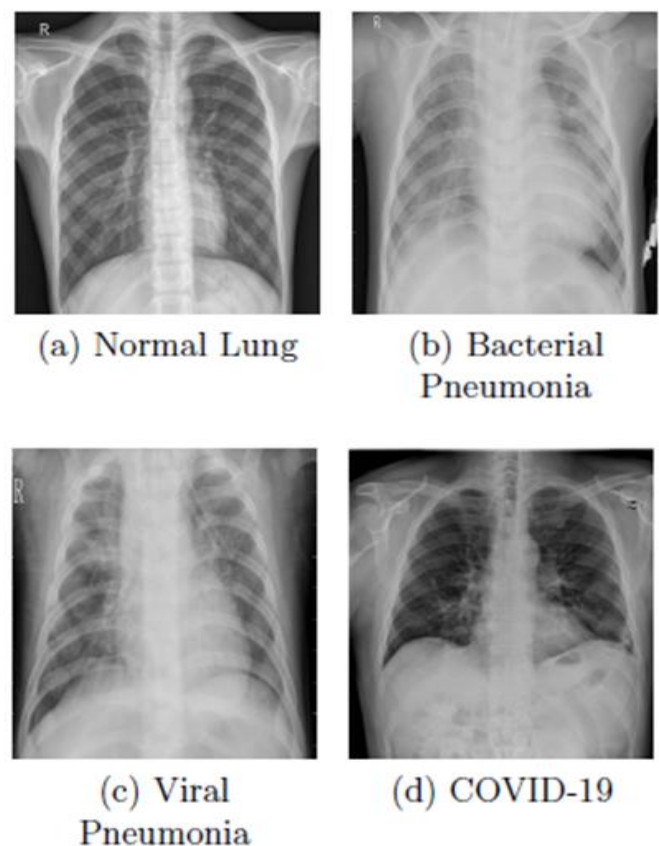 R
R
(a) Normal Lung
(b) Bacterial
Pneumonia
R
(c) Viral
Pneumonia
(d) COVID-19